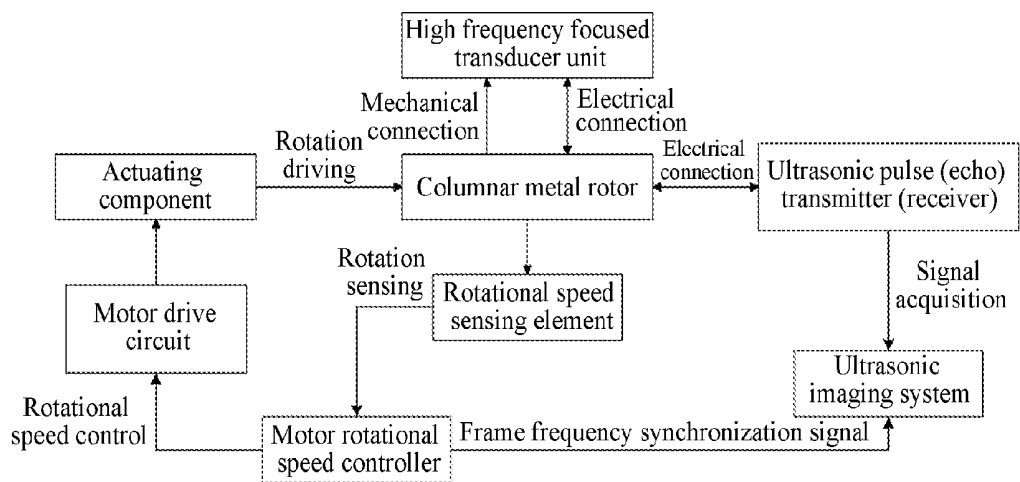 High frequency focused
transducer unit
Mechanical
connection
Electrical
connection
Rotation
driving
Electrical
connection
Actuating
component
Columnar metal rotor
Ultrasonic pulse (echo)
transmitter (receiver)
Rotation
sensing
Rotational speed
sensing element
Signal
acquisition
Motor drive
circuit
Ultrasonic
imaging system
Rotational
speed control
Motor rotational
speed controller
Frame frequency synchronization signal